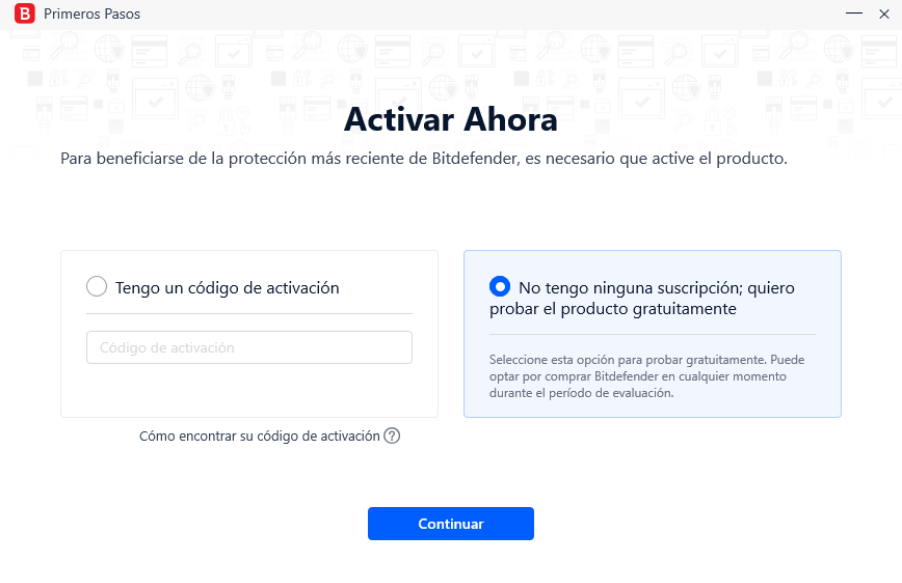 B Primeros Pasos
Activar Ahora
Para beneficiarse de la protección más reciente de Bitdefender, es necesario que active el producto.
Tengo un código de activación
Código de activación
Cómo encontrar su código de activación ?
No tengo ninguna suscripción; quiero
probar el producto gratuitamente
Seleccione esta opción para probar gratuitamente. Puede
optar por comprar Bitdefender en cualquier momento
durante el período de evaluación.
Continuar